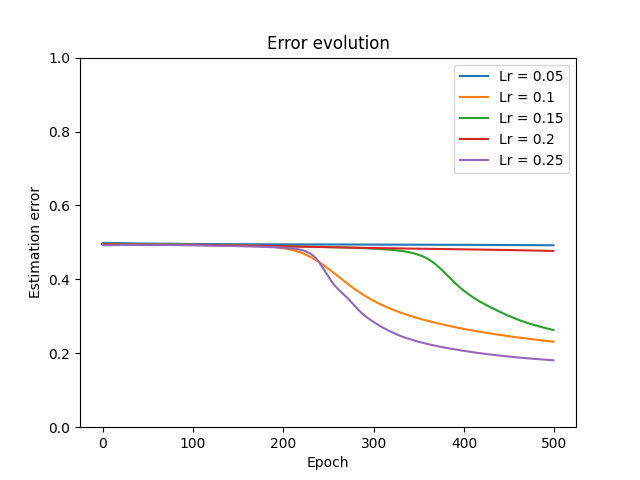 Error evolution
Estimation error
1.0
0.8
0.6
0.4
0.2
0.0
Lr = 0.05
Lr = 0.1
Lr = 0.15
Lr = 0.2
Lr = 0.25
0 100 200 300 400 500
Epoch